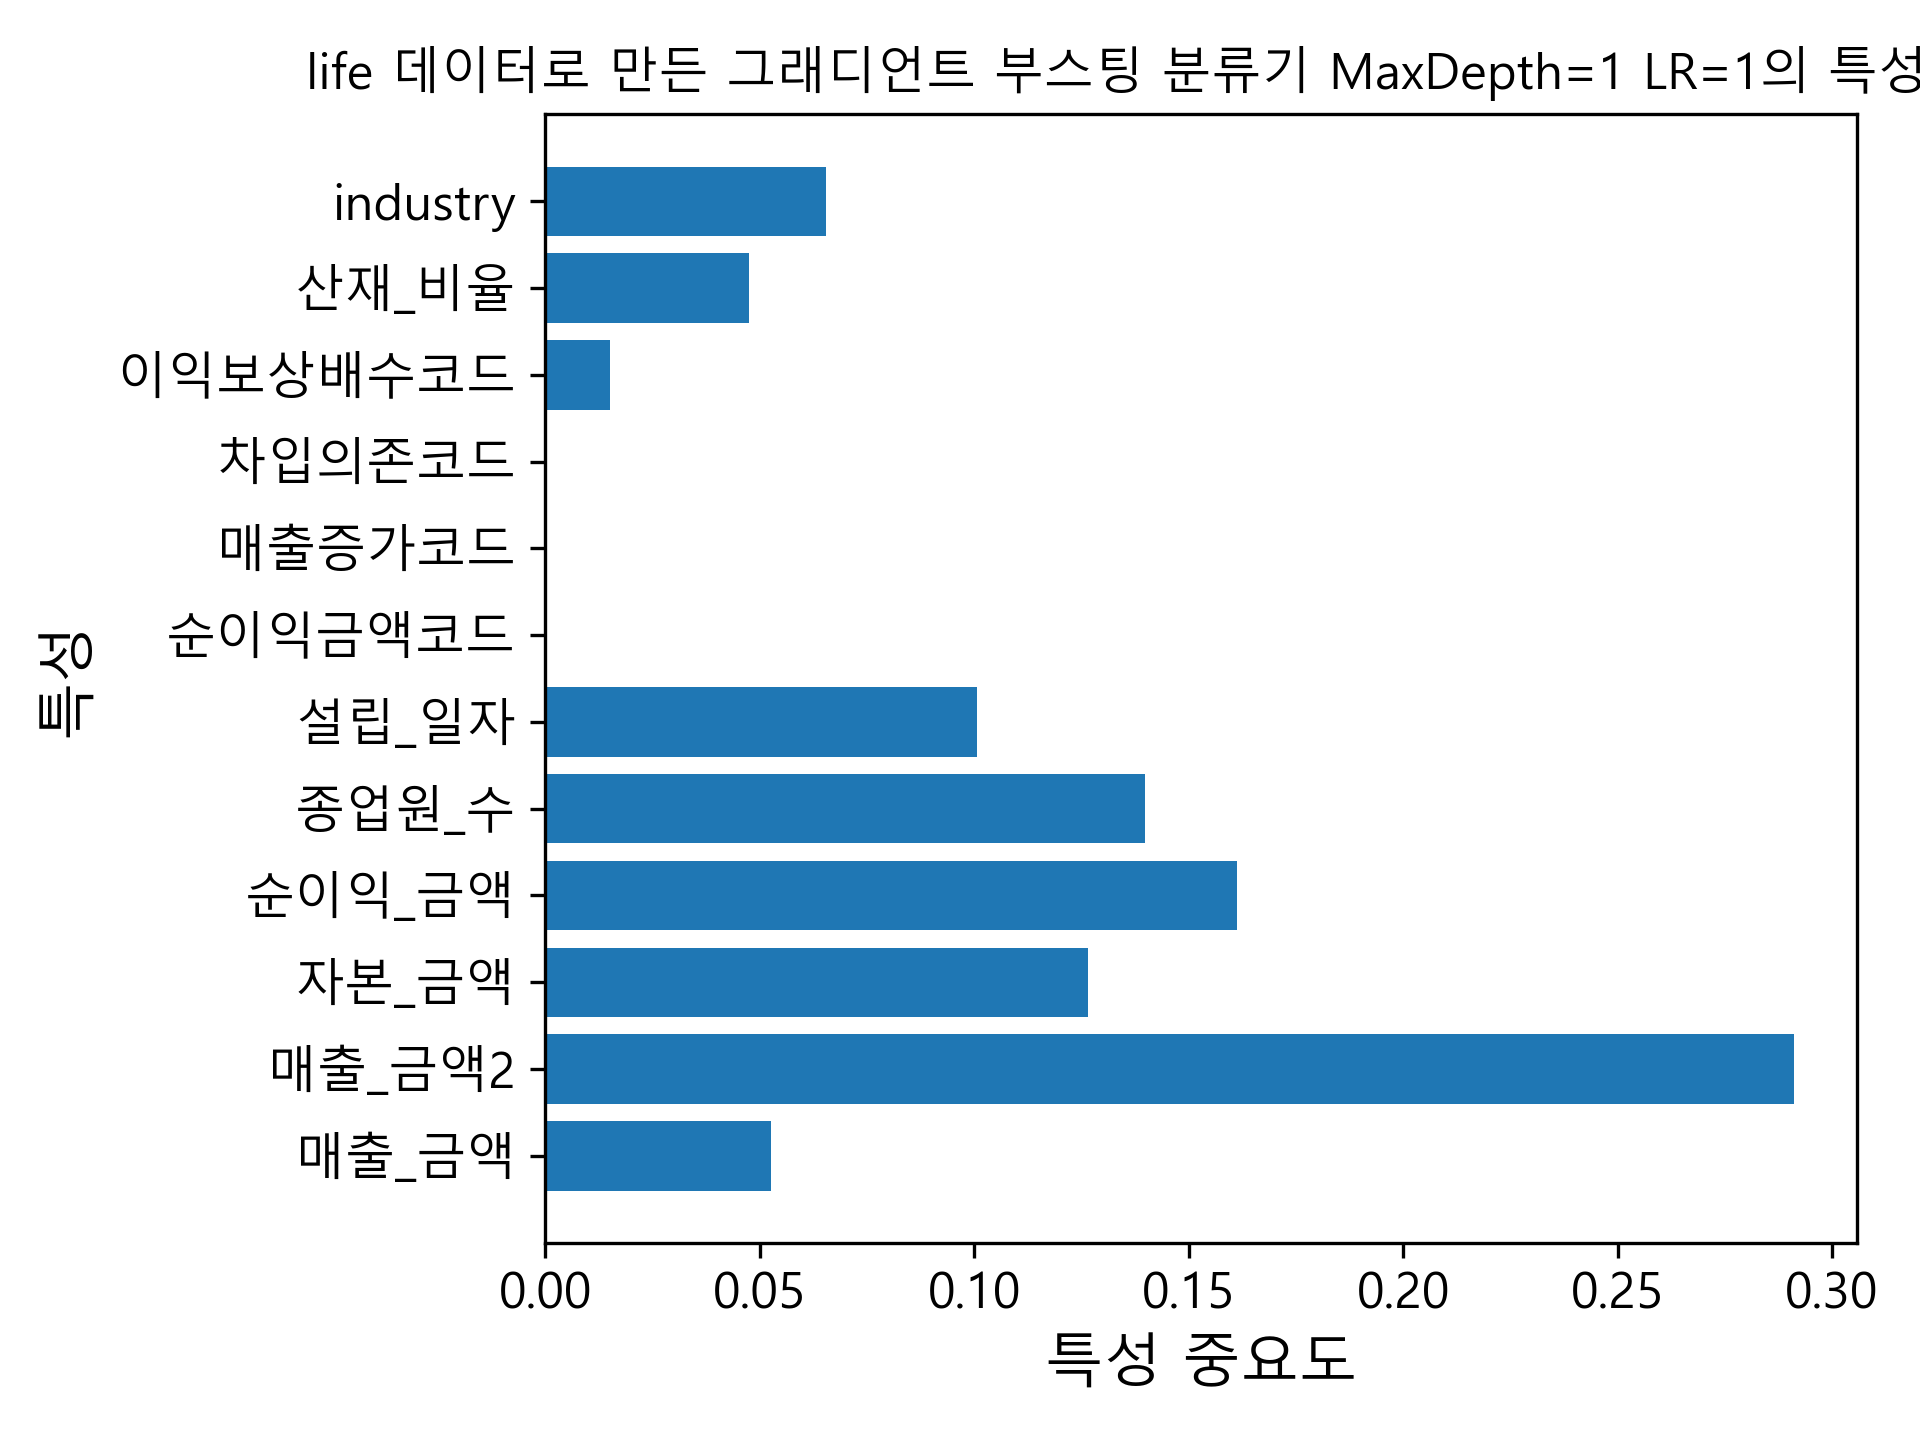 life 데이터로 만든 그래디언트 부스팅 분류기 MaxDepth=1 LR=1의 특성
industry
산재_비율
이익보상배수코드
차입의존코드
매출증가코드
순이익금액코드
설립_일자
종업원_수
순이익_금액
자본_금액
매출_금액2
매출_금액
특성
0.00 0.05 0.10 0.15 0.20 0.25 0.30
특성 중요도